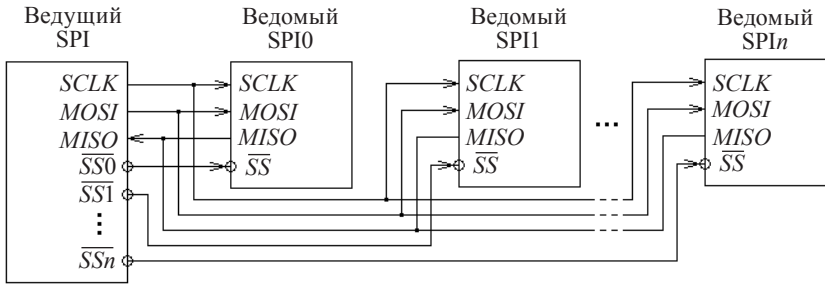 Ведущий
SPI
Ведомый
SPI0
Ведомый
SPI1
Ведомый
SPIn
SCLK
MOSI
MISO
SS0
SS1
⋮
SSn
SCLK
MOSI
MISO
SS
SCLK
MOSI
MISO
SS
...
SCLK
MOSI
MISO
SS